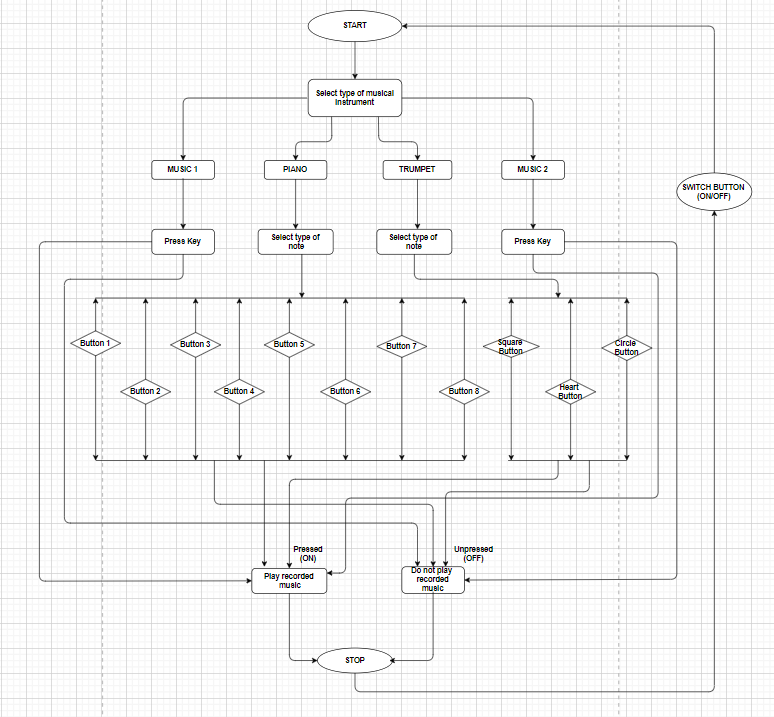 START
Select type of musical
instrument
MUSIC 1
PIANO
TRUMPET
MUSIC 2
SWITCH BUTTON
(ON/OFF)
Press Key
Select type of
note
Select type of
note
Press Key
Button 1
Button 3
Button 5
Button 7
Square
Button
Circle
Button
Button 2
Button 4
Button 6
Button 8
Heart
Button
Pressed
(ON)
Unpressed
(OFF)
Play recorded
music
Do not play
recorded
music
STOP